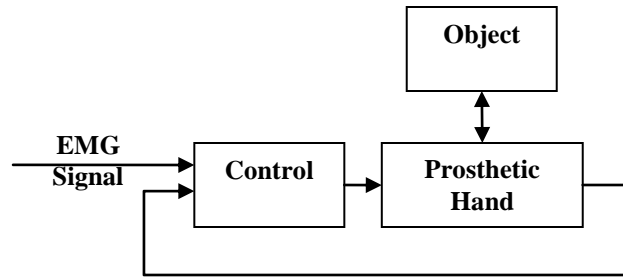 Object
EMG
Signal
Control
Prosthetic
Hand